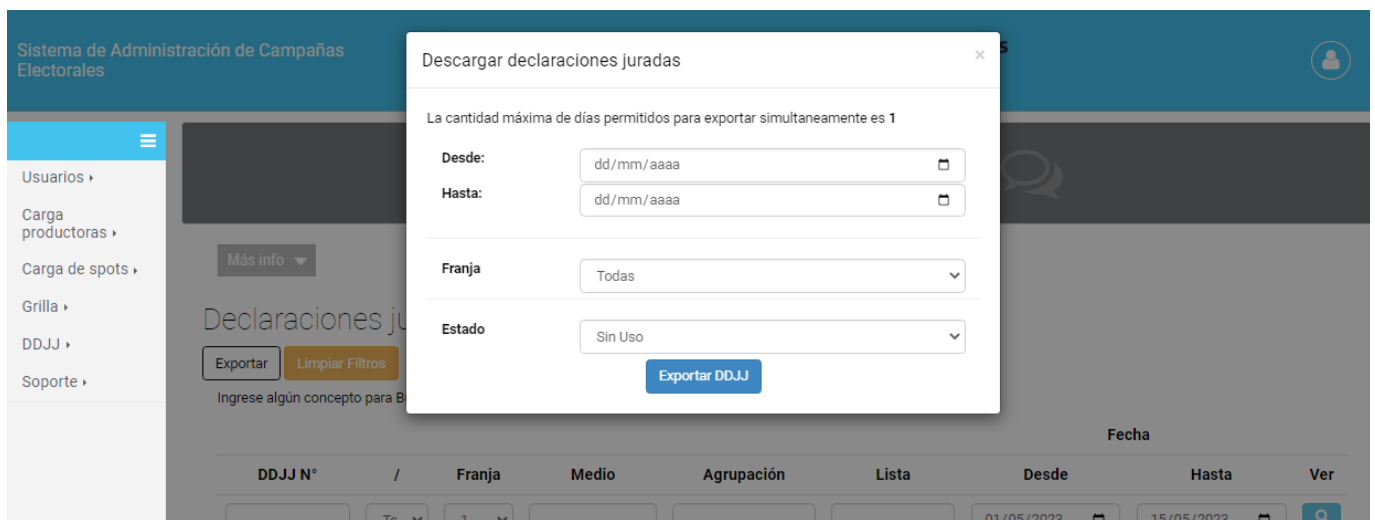 Sistema de Administración de Campañas
Electorales
s
Descargar declaraciones juradas
×
La cantidad máxima de días permitidos para exportar simultaneamente es 1
Desde:
dd/mm/aaaa
Hasta:
dd/mm/aaaa
Franja
Todas
Estado
Sin Uso
Exportar DDJJ
Usuarios
Carga
productoras
Carga de spots
Grilla
DDJJ
Soporte
Más info
Declaraciones ju
Exportar Limpiar Filtros
Ingrese algún concepto para B
Fecha
DDJJ N° / Franja Medio Agrupación Lista Desde Hasta Ver
To 1 01/05/2023 15/05/2023